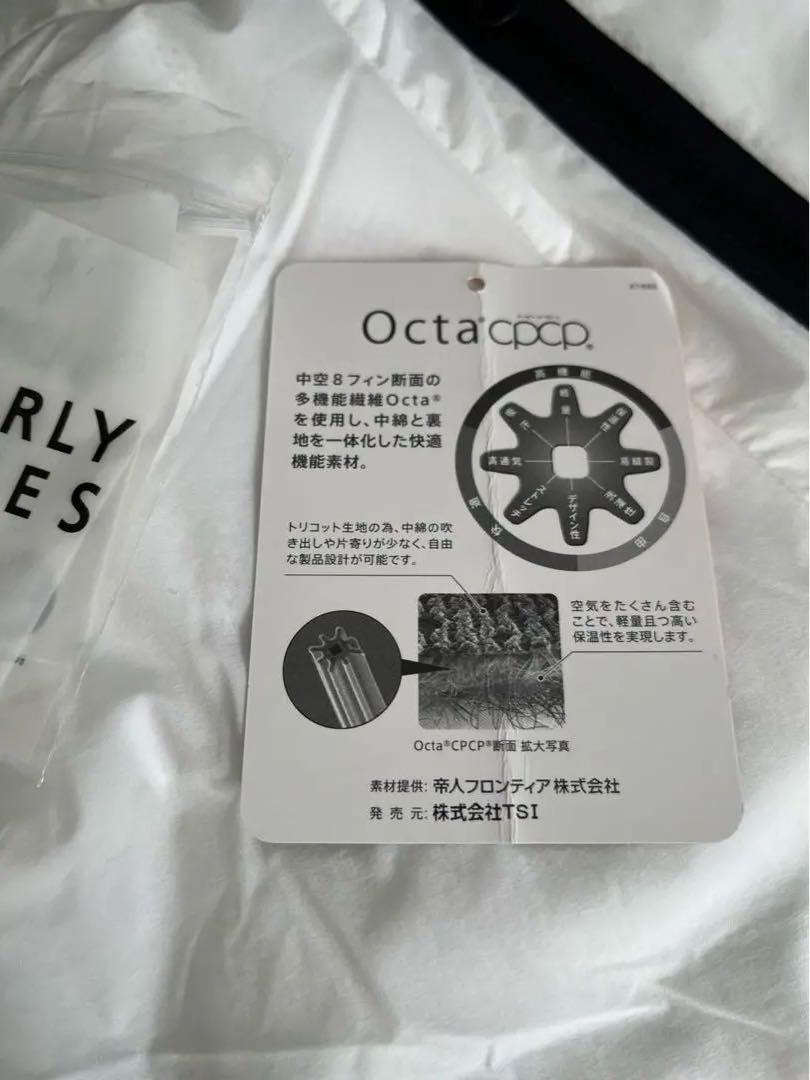 RLY
ES
Octa® CPCP®
中空8フィン断面の
多機能繊維Octa®
を使用し、中綿と裏
地を一体化した快適
機能素材。
高機能
軽量
保温性
易縫製
デザイン性
ストレッチ
高通気
快適
自由
トリコット生地の為、中綿の吹
き出しや片寄りが少なく、自由
な製品設計が可能です。
空気をたくさん含む
ことで、軽量且つ高い
保温性を実現します。
Octa®CPCP®断面 拡大写真
素材提供: 帝人フロンティア株式会社
発 売 元: 株式会社TSI